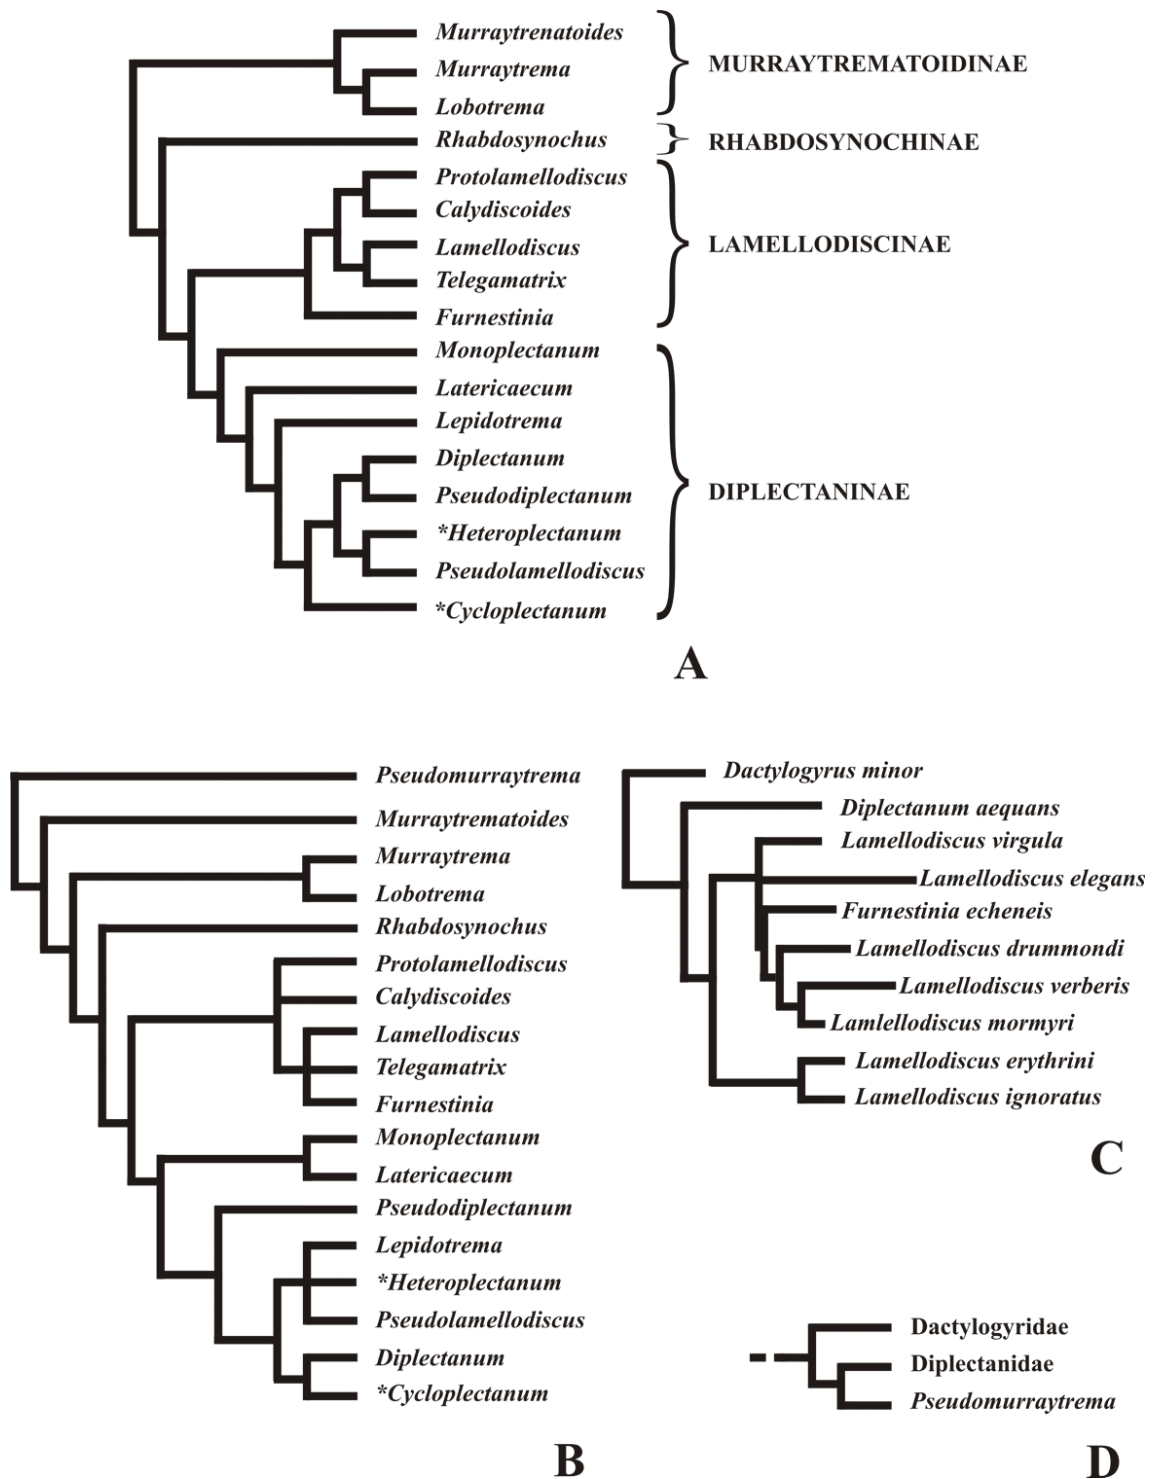 Murraytrenatoides
Murraytrema
MURRAYTREMATOIDINAE
Lobotrema
Rhabdosynochus
RHABDOSYNOCHINAE
Protolamellodiscus
Calydiscoides
Lamellodiscus
LAMELLODISCINAE
Telegamatrix
Furnestinia
Monoplectanum
Latericaecum
Lepidotrema
Diplectanum
Pseudodiplectanum
DIPLECTANINAE
*Heteroplectanum
Pseudolamellodiscus
*Cycloplectanum
A
Pseudomurraytrema
Murraytrematoides
Murraytrema
Lobotrema
Rhabdosynochus
Protolamellodiscus
Calydiscoides
Lamellodiscus
Telegamatrix
Furnestinia
Monoplectanum
Latericaecum
Pseudodiplectanum
Lepidotrema
*Heteroplectanum
Pseudolamellodiscus
Diplectanum
*Cycloplectanum
B
Dactylogyrus minor
Diplectanum aequans
Lamellodiscus virgula
Lamellodiscus elegans
Furnestinia echeneis
Lamellodiscus drummondi
Lamellodiscus verberis
Lamlellodiscus mormyri
Lamellodiscus erythrini
Lamellodiscus ignoratus
C
Dactylogyridae
Diplectanidae
Pseudomurraytrema
D